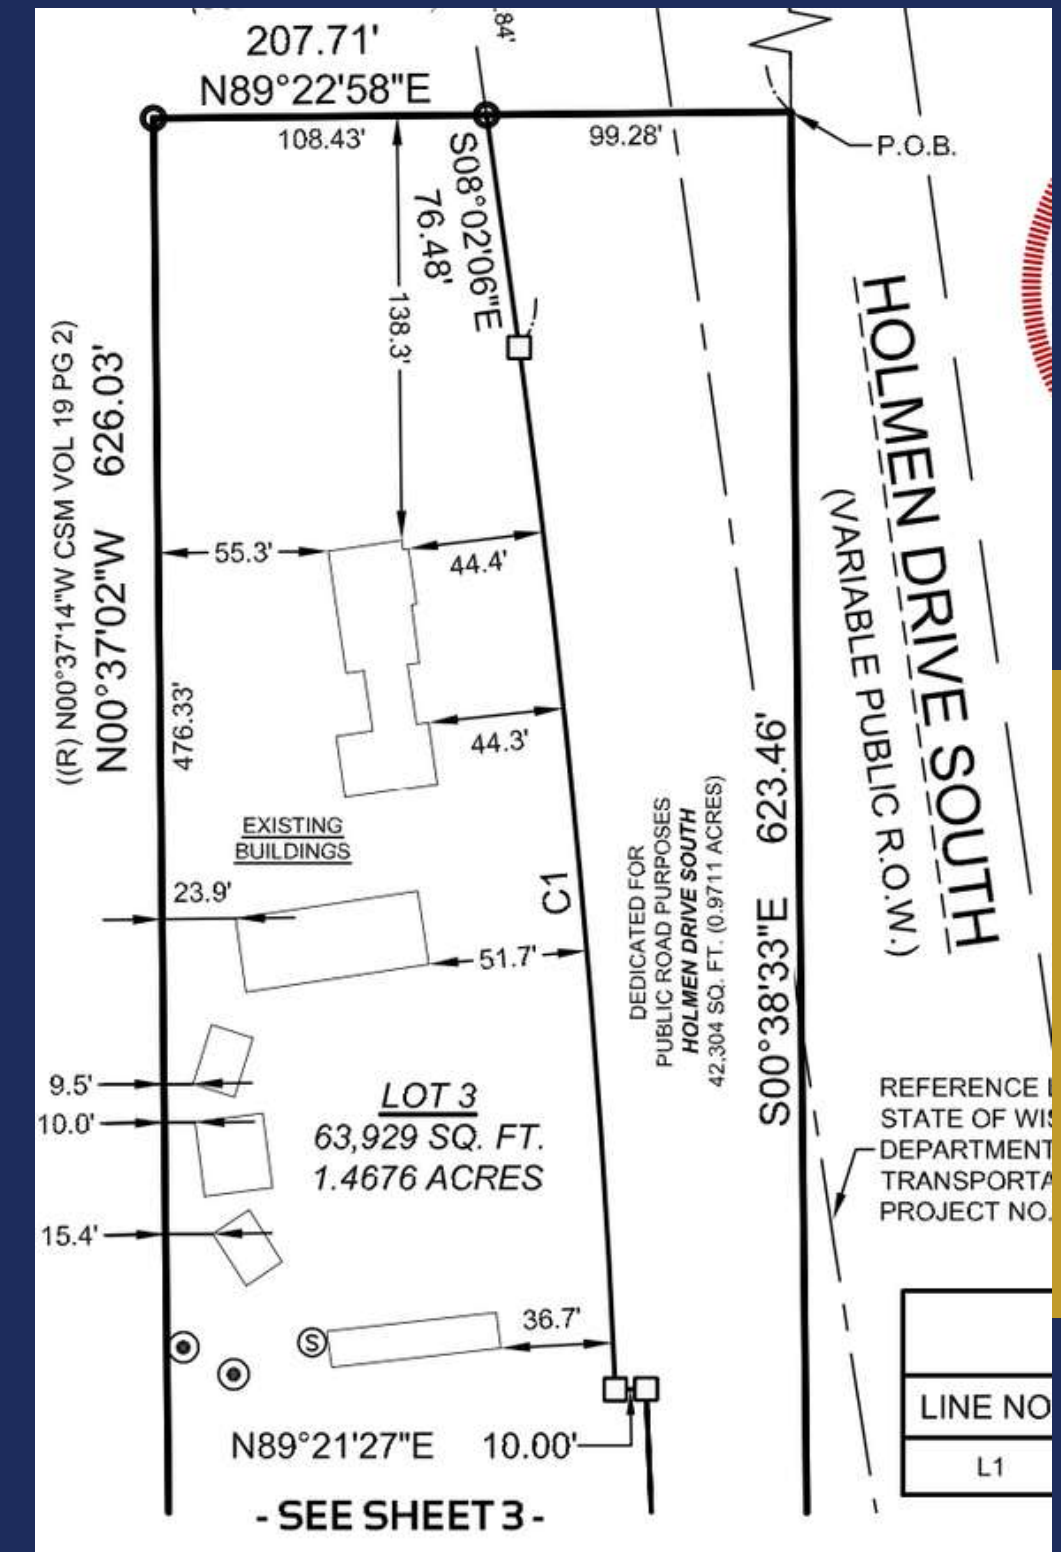 207.71'
N89°22'58"E
.84'
108.43'
99.28'
P.O.B.
S08°02'06"E
76.48'
138.3'
HOLMEN DRIVE SOUTH
(VARIABLE PUBLIC R.O.W.)
((R) N00°37'14"W CSM VOL 19 PG 2)
N00°37'02"W 626.03'
55.3'
44.4'
476.33'
44.3'
EXISTING
BUILDINGS
23.9'
C1
51.7'
DEDICATED FOR
PUBLIC ROAD PURPOSES
HOLMEN DRIVE SOUTH
42,304 SQ. FT. (0.9711 ACRES)
S00°38'33"E 623.46'
9.5'
10.0'
LOT 3
63,929 SQ. FT.
1.4676 ACRES
15.4'
REFERENCE
STATE OF WIS
DEPARTMENT
TRANSPORTA
PROJECT NO.
S
36.7'
N89°21'27"E 10.00'
LINE NO
L1
- SEE SHEET 3 -